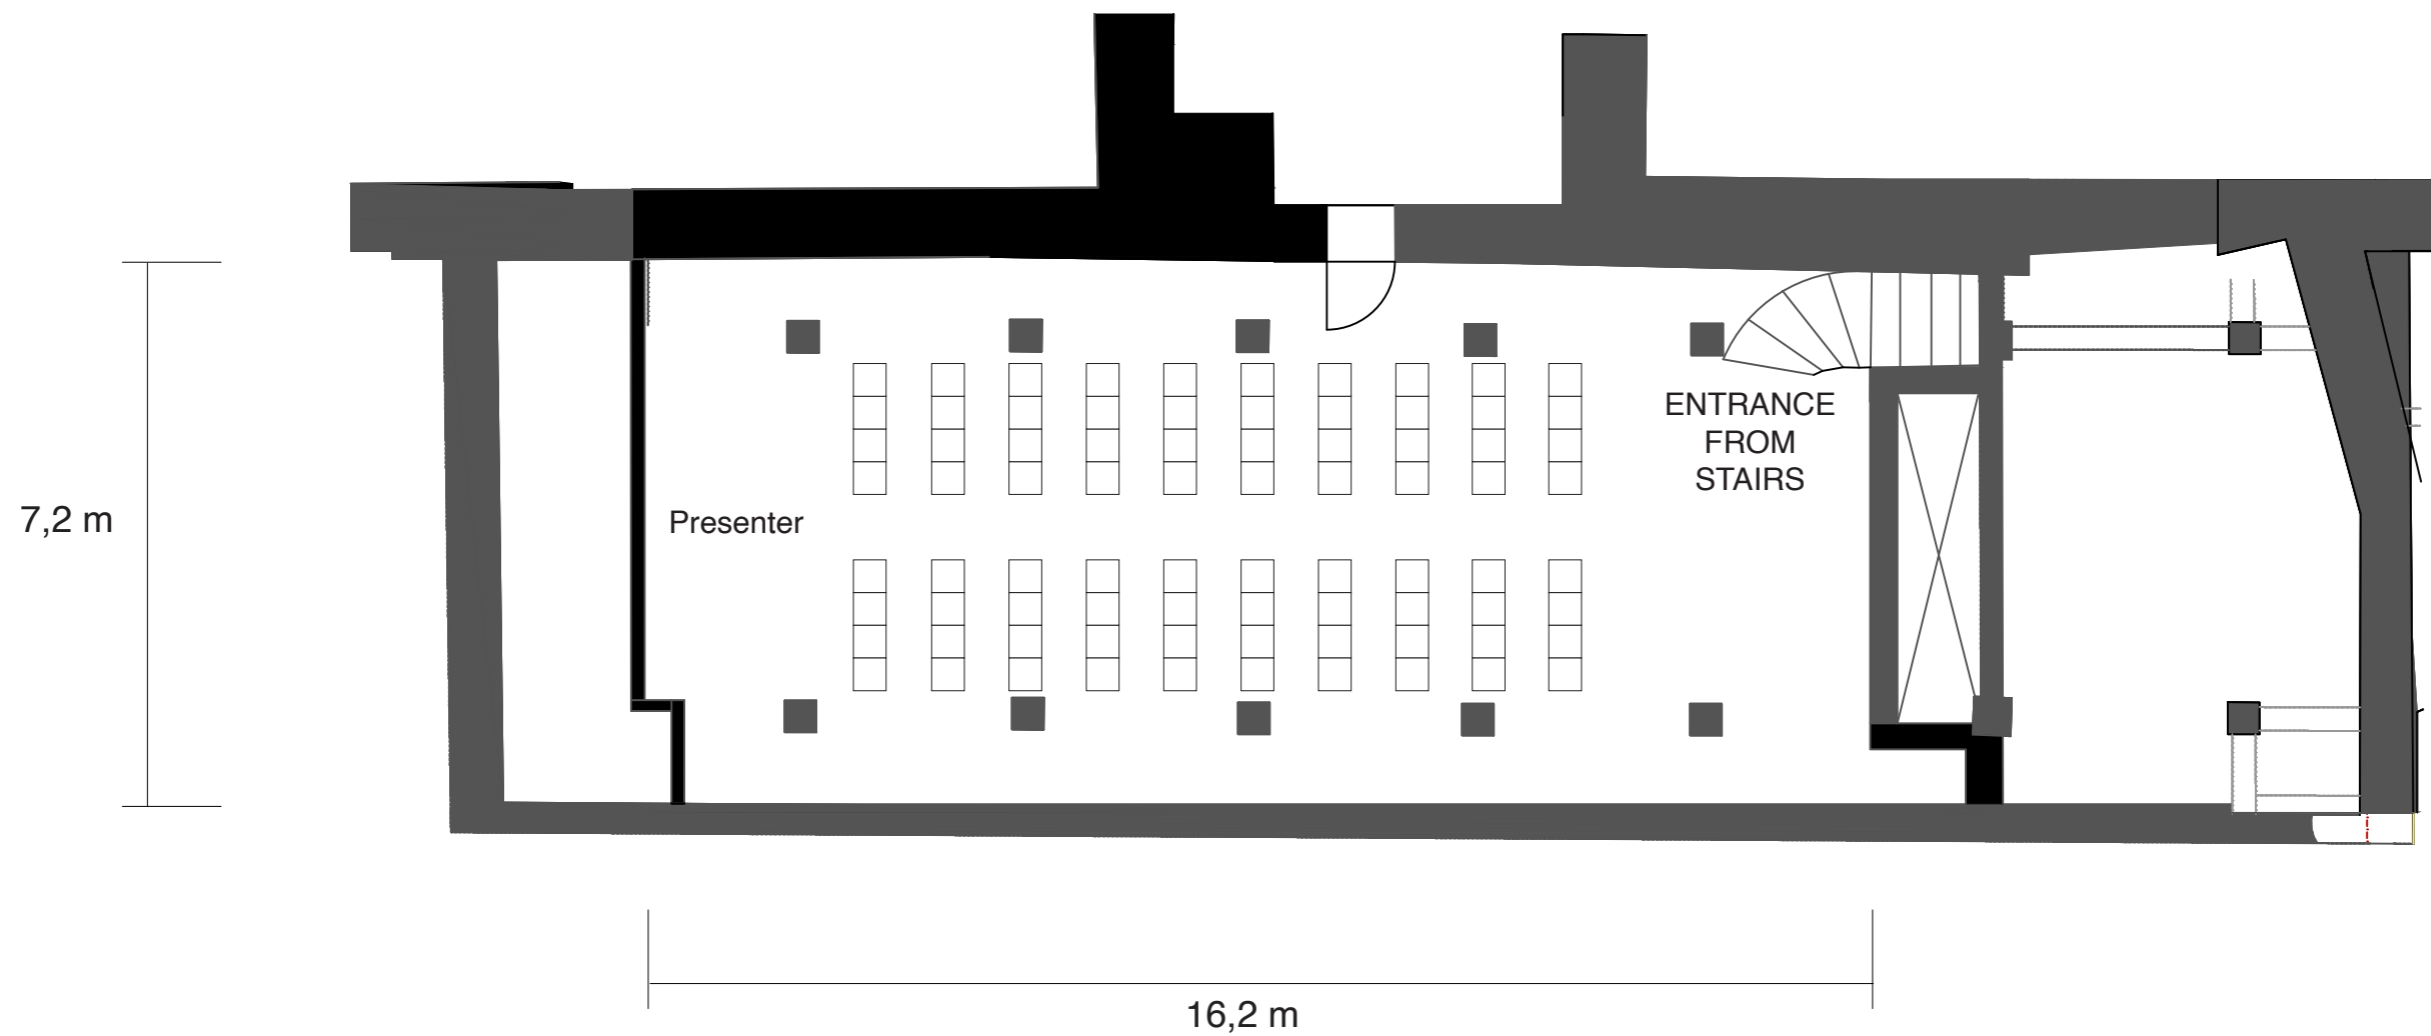 ENTRANCE
FROM
STAIRS
7,2 m
Presenter
16,2 m